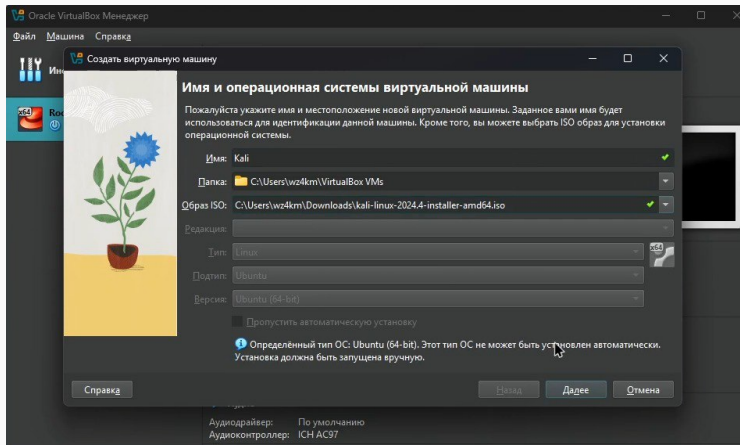 Oracle VirtualBox Менеджер
Файл Машина Справка
Создать виртуальную машину
Имя и операционная системы виртуальной машины
Пожалуйста укажите имя и местоположение новой виртуальной машины. Заданное вами имя будет
использоваться для идентификации данной машины. Кроме того, вы можете выбрать ISO образ для установки
операционной системы.
Имя: Kali
Папка: C:\Users\wz4km\VirtualBox VMs
Образ ISO: C:\Users\wz4km\Downloads\kali-linux-2024.4-installer-amd64.iso
Редакция:
Тип: Linux
Подтип: Ubuntu
Версия: Ubuntu (64-bit)
Пропустить автоматическую установку
Определённый тип ОС: Ubuntu (64-bit). Этот тип ОС не может быть установлен автоматически.
Установка должна быть запущена вручную.
Справка Назад Далее Отмена
Аудиодрайвер: По умолчанию
Аудиоконтроллер: ICH AC97